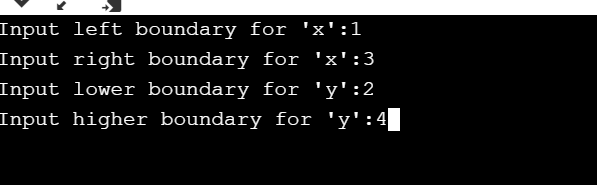 Input left boundary for 'x':1
Input right boundary for 'x':3
Input lower boundary for 'y':2
Input higher boundary for 'y':4